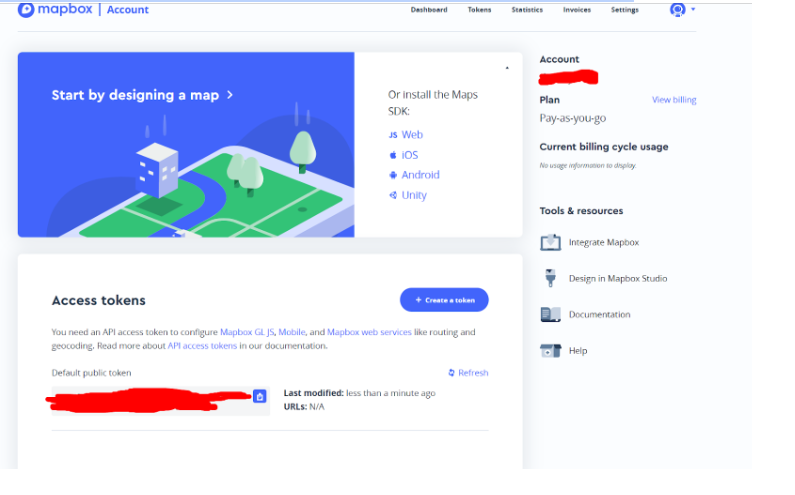 mapbox | Account
Dashboard Tokens Statistics Invoices Settings
Start by designing a map
Or install the Maps
SDK:
JS Web
iOS
Android
Unity
Account
Plan
View billing
Pay-as-you-go
Current billing cycle usage
No usage information to display.
Tools & resources
Integrate Mapbox
Design in Mapbox Studio
Documentation
Help
Access tokens
+ Create a token
You need an API access token to configure Mapbox GL JS, Mobile, and Mapbox web services like routing and
geocoding. Read more about API access tokens in our documentation.
Default public token
Refresh
Last modified: less than a minute ago
URLs: N/A